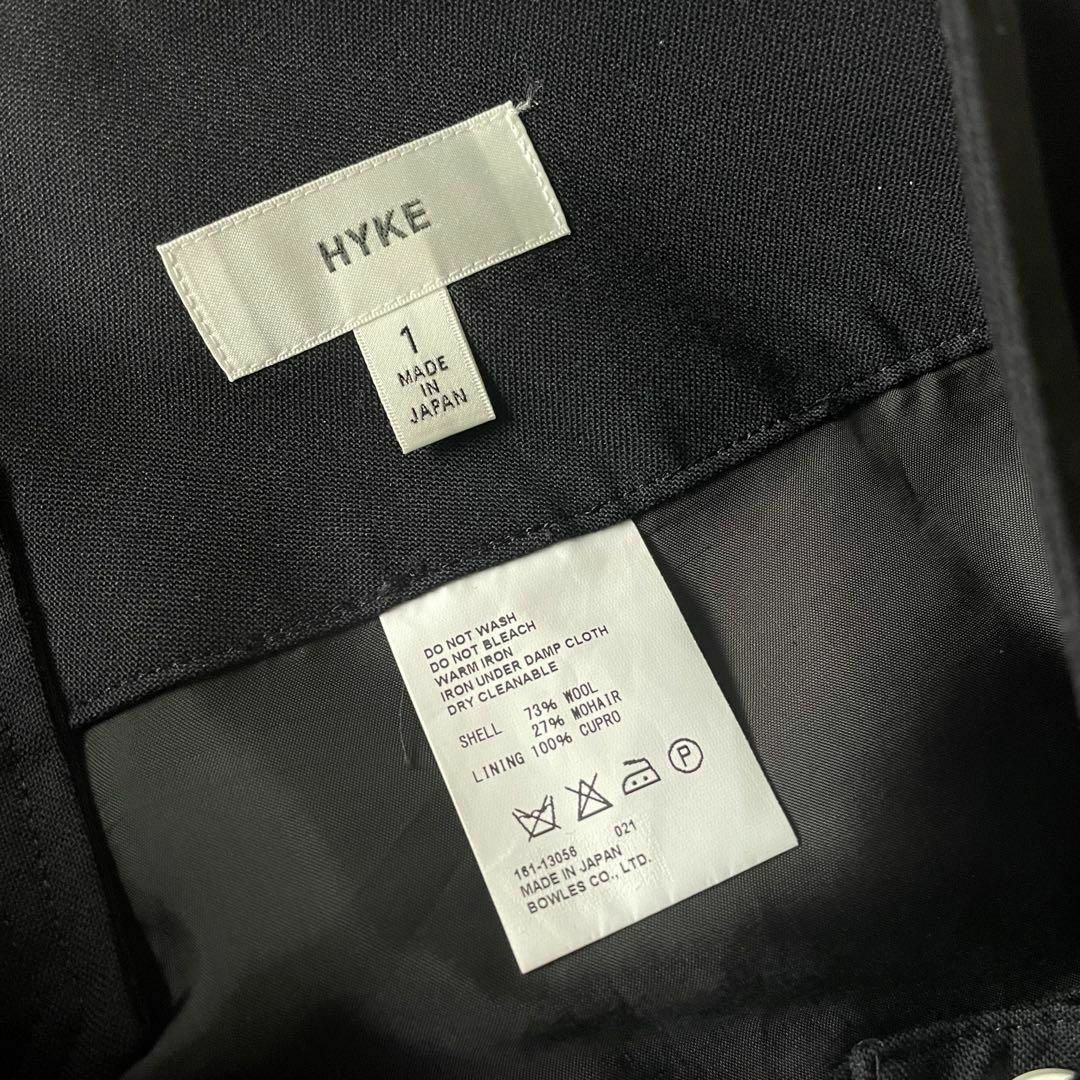 HYKE
1
MADE
IN
JAPAN
DO NOT WASH
DO NOT BLEACH
WARM IRON
IRON UNDER DAMP CLOTH
DRY CLEANABLE
SHELL 73% WOOL
27% MOHAIR
LINING 100% CUPRO
P
161-13056 021
MADE IN JAPAN
BOWLES CO., LTD.